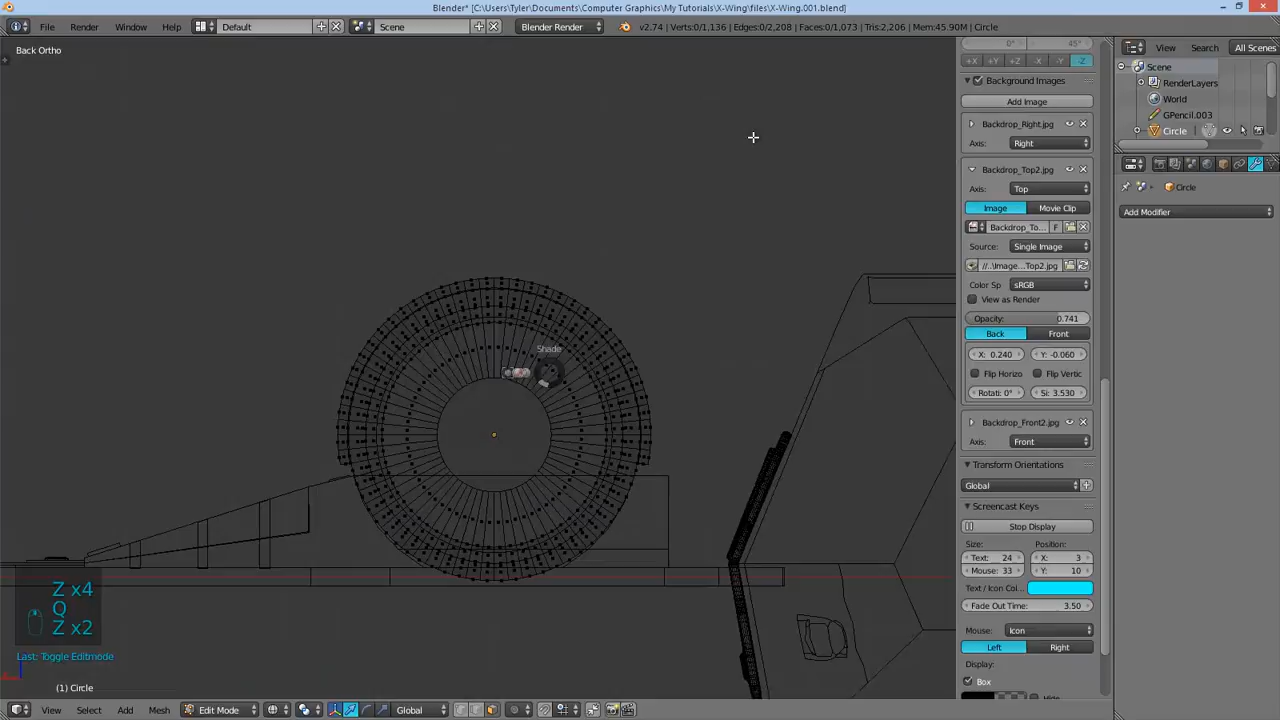 Blender* [C:\Users\Tyler\Documents\Computer Graphics\My Tutorials\X-Wing\files\X-Wing.001.blend]
File Render Window Help Default Scene Blender Render v2.74 | Verts:0/1,136 | Edges:0/2,208 | Faces:0/1,073 | Tris:2,206 | Mem:45.90M | Circle
Back Ortho
0° 45°
+X +Y +Z -X -Y -Z
Background Images
Add Image
Backdrop_Right.jpg
Axis: Right
Backdrop_Top2.jpg
Axis: Top
Image Movie Clip
Backdrop_To... F
Source: Single Image
//..\Image...Top2.jpg
Color Sp sRGB
View as Render
Opacity: 0.741
Back Front
X: 0.240 Y: -0.060
Flip Horizo Flip Vertic
Rotati: 0° Si: 3.530
Backdrop_Front2.jpg
Axis: Front
Transform Orientations
Global
Screencast Keys
Stop Display
Size: Position:
Text: 24 X: 3
Mouse: 33 Y: 10
Text / Icon Col...
Fade Out Time: 3.50
Mouse: Icon
Left Right
Display:
Box
Hide
View Search All Scenes
Scene
RenderLayers
World
GPencil.003
Circle
Circle
Add Modifier
Shade
Z x4
Q
Z x2
Last: Toggle Editmode
(1) Circle
View Select Add Mesh Edit Mode Global